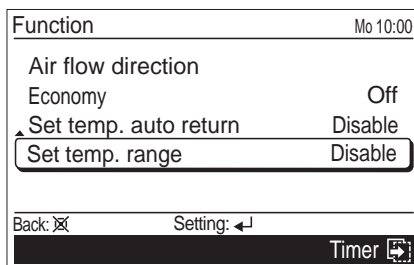 Function Mo 10:00
Air flow direction
Economy Off
Set temp. auto return Disable
Set temp. range Disable
Back: Setting:
Timer